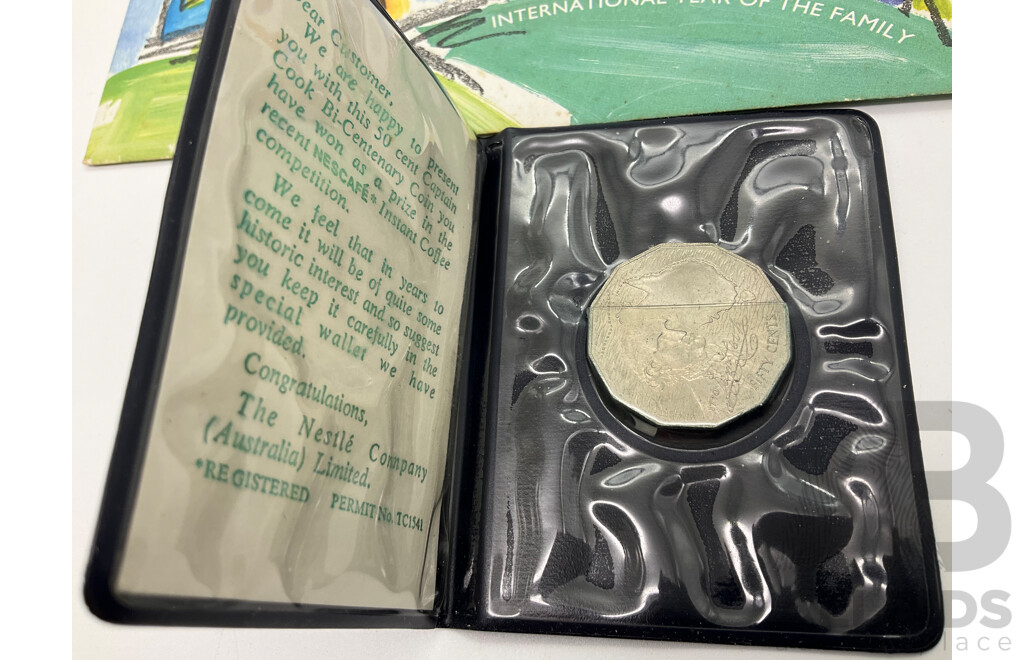 INTERNATIONAL YEAR OF THE FAMILY
Dear Customer,
We are happy to present
you with this 50 cent Captain
Cook Bi-Centenary Coin you
have won as a prize in the
recent NESCAFÉ* Instant Coffee
competition.
We feel that in years to
come it will be of quite some
historic interest and so suggest
you keep it carefully in the
special wallet we have
provided.
Congratulations,
The Nestlé Company
(Australia) Limited.
*REGISTERED PERMIT No. TC1541
FIFTY CENTS
B
DS
lace